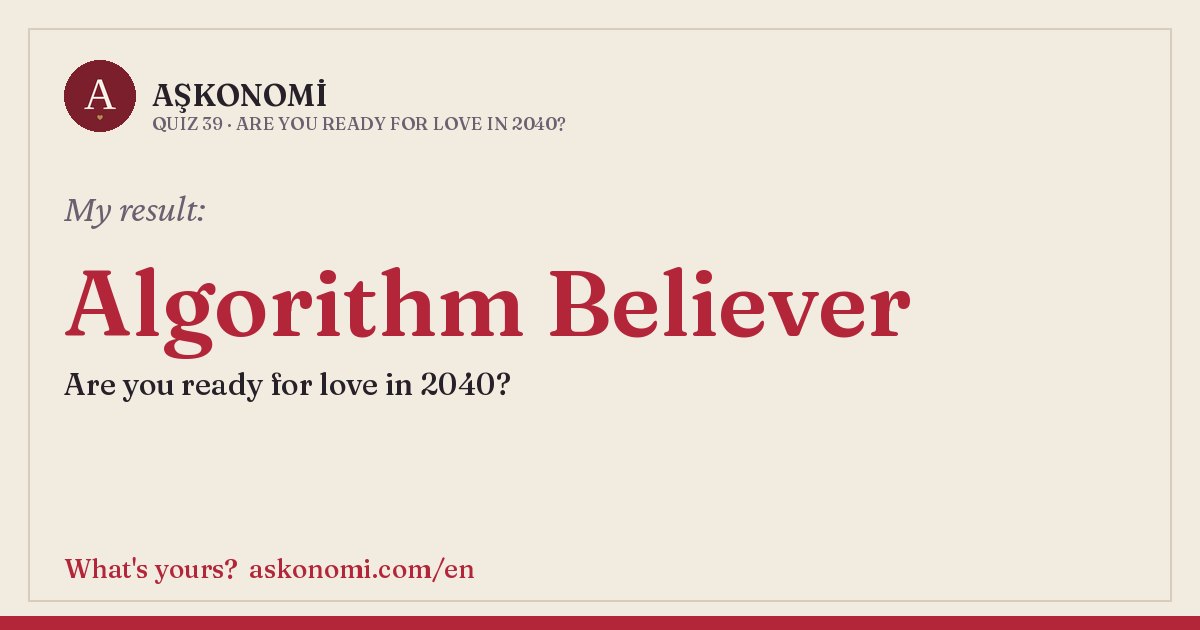 A
AŞKONOMİ
QUIZ 39 · ARE YOU READY FOR LOVE IN 2040?
My result:
Algorithm Believer
Are you ready for love in 2040?
What's yours? askonomi.com/en